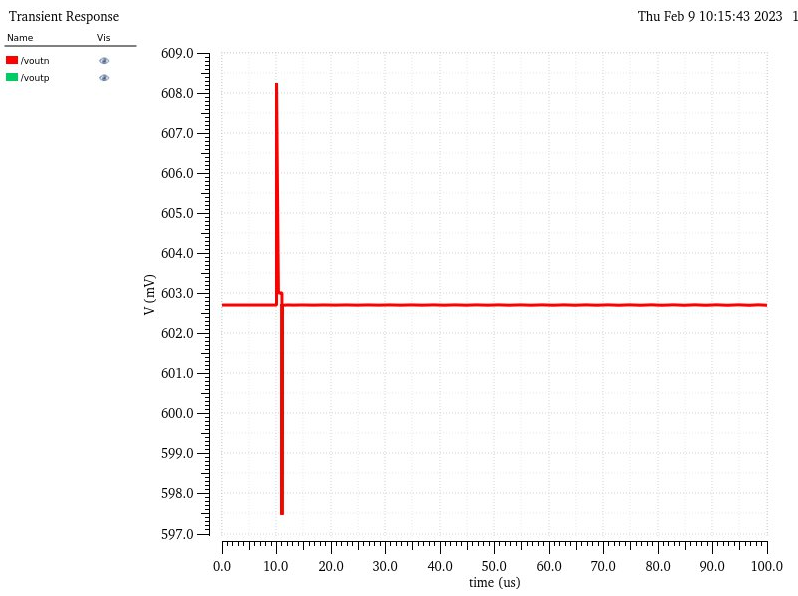 Transient Response
Thu Feb 9 10:15:43 2023 1
Name Vis
/voutn
/voutp
609.0
608.0
607.0
606.0
605.0
604.0
603.0
602.0
601.0
600.0
599.0
598.0
597.0
V (mV)
0.0 10.0 20.0 30.0 40.0 50.0 60.0 70.0 80.0 90.0 100.0
time (us)